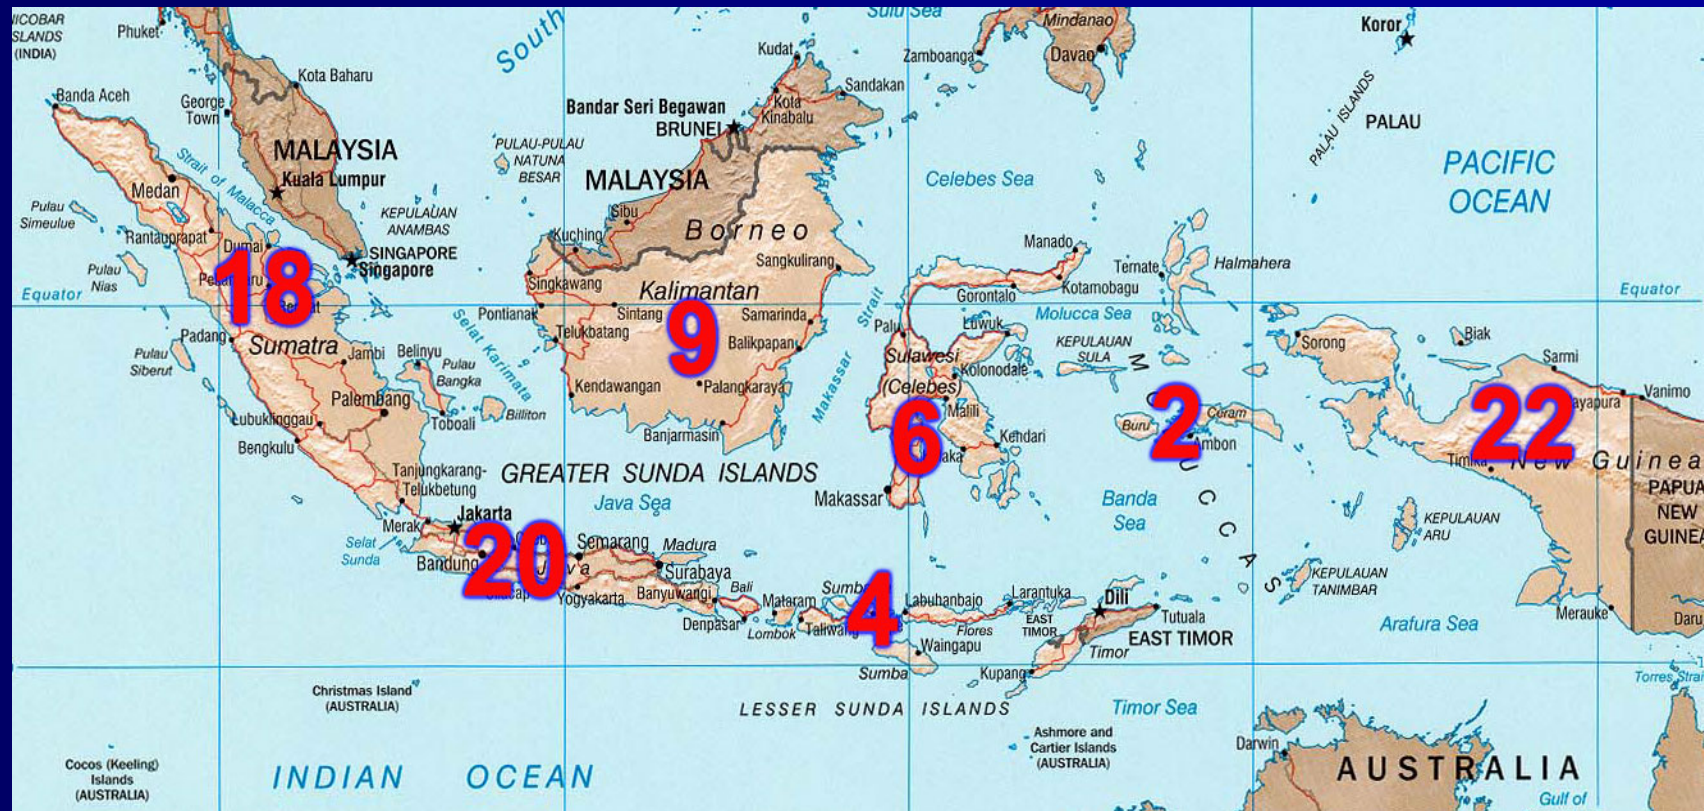 NICOBAR
ISLANDS
(INDIA)
Phuket
South
Sulu Sea
Mindanao
Koror
Kudat
Zamboanga
Davao
Kota Baharu
Sandakan
Banda Aceh
George
Town
Bandar Seri Begawan
BRUNEI
Kota
Kinabalu
PALAU ISLANDS
PALAU
PACIFIC
OCEAN
MALAYSIA
Strait of Malacca
Kuala Lumpur
PULAU-PULAU
NATUNA
BESAR
MALAYSIA
Celebes Sea
Medan
Pulau
Simeulue
KEPULAUAN
ANAMBAS
Sibu
Borneo
Rantauprapat
Dumai
SINGAPORE
Singapore
Kuching
Sangkulirang
Manado
Ternate
Halmahera
Pulau
Nias
18
Singkawang
Kalimantan
Gorontalo
Kotamobagu
Equator
Equator
Pontianak
Sintang
Samarinda
Strait
Molucca Sea
Selat Karimata
Telukbatang
9
Balikpapan
Palu
Luwuk
KEPULAUAN
SULA
Sorong
Biak
Padang
Sumatra
Jambi
Belinyu
Pulau
Bangka
Sulawesi
(Celebes)
Kolonodale
Sarmi
Pulau
Siberut
Kendawangan
Palangkaraya
Makassar
Malili
MOLUCCAS
Vanimo
Palembang
Billiton
6
2
Buru
Ceram
22
Lubuklinggau
Toboali
Banjarmasin
Kendari
Ambon
Bengkulu
New Guinea
Tanjungkarang-
Telukbetung
GREATER SUNDA ISLANDS
Makassar
Banda
Sea
PAPUA
NEW
GUINEA
Java Sea
KEPULAUAN
ARU
Merak
Jakarta
Selat
Sunda
Bandung
20
Semarang
Madura
Surabaya
Yogyakarta
Banyuwangi
Bali
Denpasar
Mataram
Lombok
Taliwang
4
Labuhanbajo
Larantuka
Dili
Flores
EAST
TIMOR
Tutuala
EAST TIMOR
KEPULAUAN
TANIMBAR
Merauke
Arafura Sea
Waingapu
Sumba
Kupang
Timor
Torres Strait
Christmas Island
(AUSTRALIA)
LESSER SUNDA ISLANDS
Timor Sea
Ashmore and
Cartier Islands
(AUSTRALIA)
Darwin
Cocos (Keeling)
Islands
(AUSTRALIA)
INDIAN OCEAN
AUSTRALIA
Gulf of